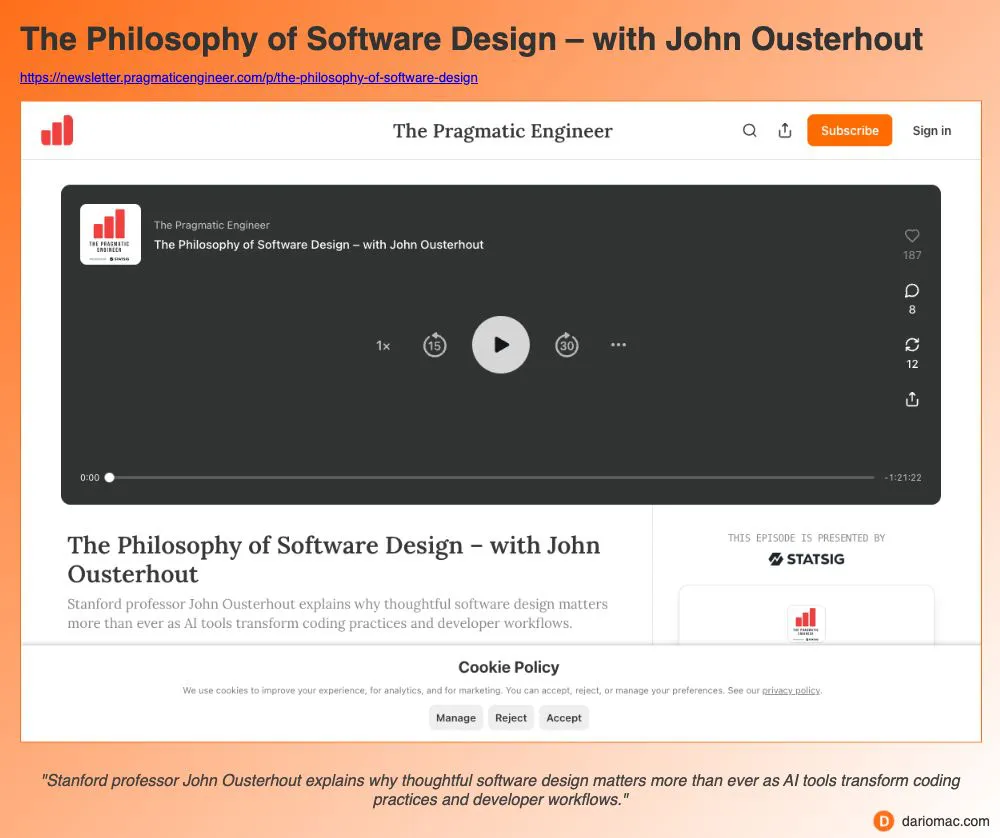 The Philosophy of Software Design – with John Ousterhout
https://newsletter.pragmaticengineer.com/p/the-philosophy-of-software-design
The Pragmatic Engineer
Subscribe
Sign in
THE PRAGMATIC
ENGINEER
STATSIG
The Pragmatic Engineer
The Philosophy of Software Design – with John Ousterhout
187
8
12
1×
15
30
0:00
-1:21:22
The Philosophy of Software Design – with John
Ousterhout
Stanford professor John Ousterhout explains why thoughtful software design matters
more than ever as AI tools transform coding practices and developer workflows.
THIS EPISODE IS PRESENTED BY
STATSIG
THE PRAGMATIC
ENGINEER
Cookie Policy
We use cookies to improve your experience, for analytics, and for marketing. You can accept, reject, or manage your preferences. See our privacy policy.
Manage
Reject
Accept
"Stanford professor John Ousterhout explains why thoughtful software design matters more than ever as AI tools transform coding
practices and developer workflows."
D
dariomac.com